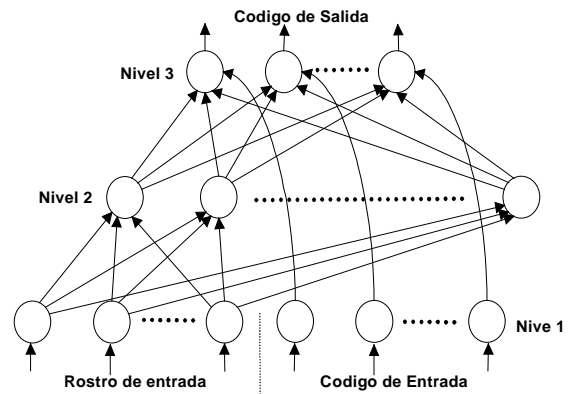 Codigo de Salida
Nivel 3
Nivel 2
Nive 1
Rostro de entrada
Codigo de Entrada